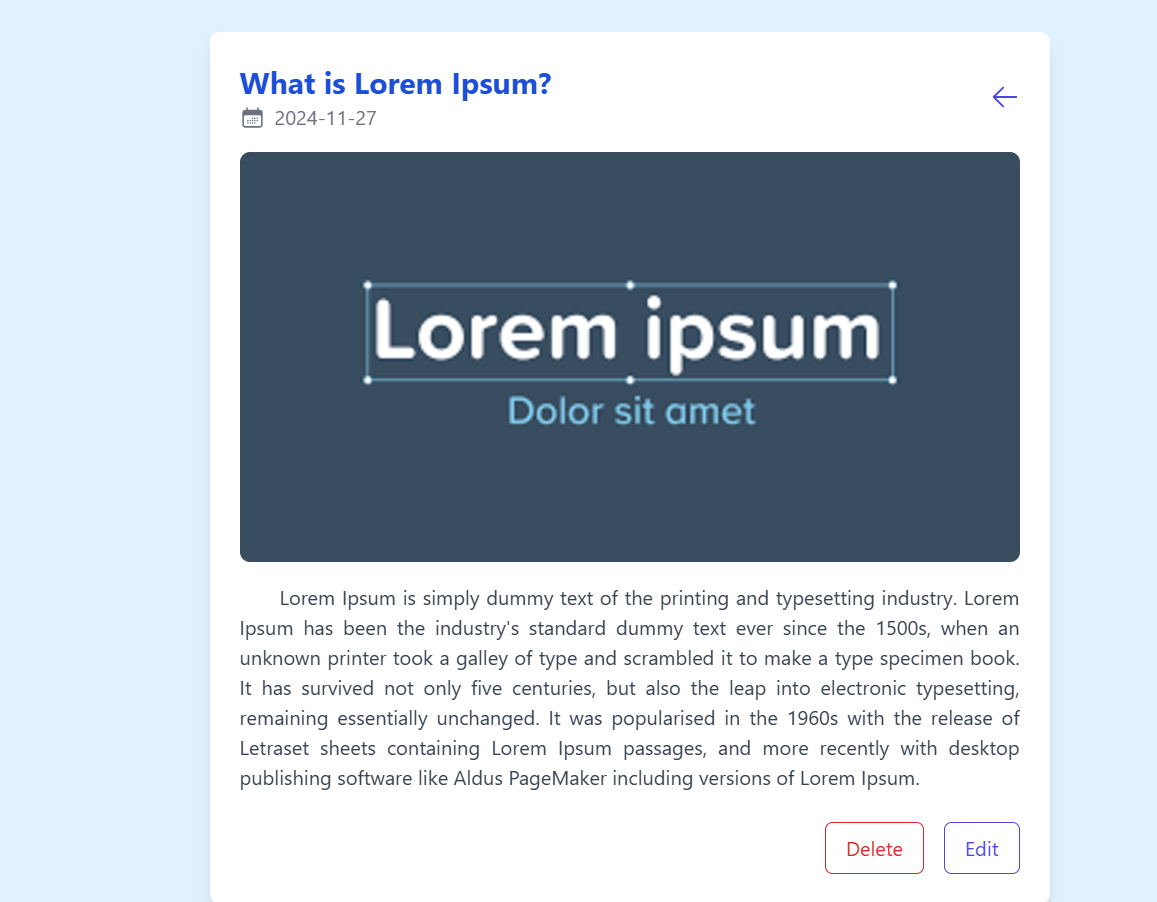 What is Lorem Ipsum?
2024-11-27
Lorem ipsum
Dolor sit amet
Lorem Ipsum is simply dummy text of the printing and typesetting industry. Lorem
Ipsum has been the industry's standard dummy text ever since the 1500s, when an
unknown printer took a galley of type and scrambled it to make a type specimen book.
It has survived not only five centuries, but also the leap into electronic typesetting,
remaining essentially unchanged. It was popularised in the 1960s with the release of
Letraset sheets containing Lorem Ipsum passages, and more recently with desktop
publishing software like Aldus PageMaker including versions of Lorem Ipsum.
Delete Edit